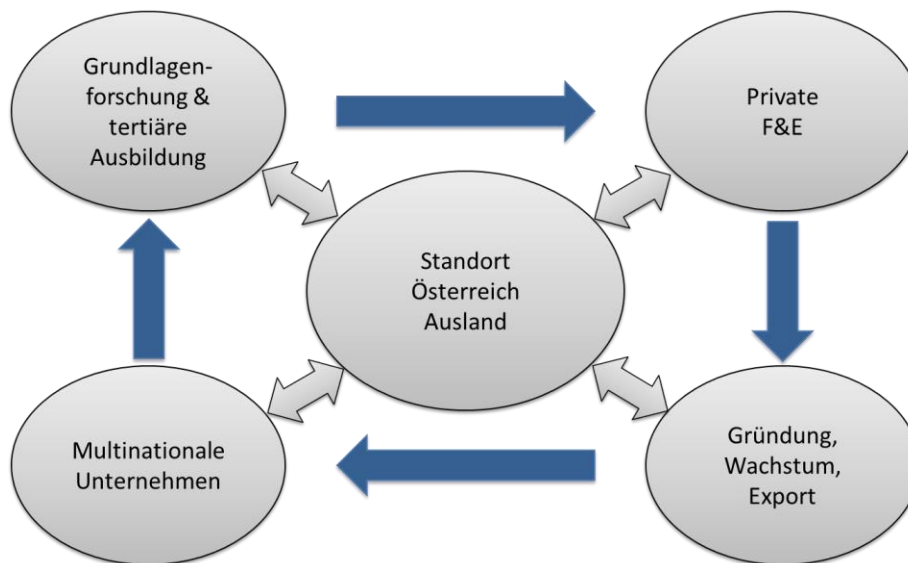 Grundlagen-
forschung &
tertiäre
Ausbildung
Private
F&E
Standort
Österreich
Ausland
Multinationale
Unternehmen
Gründung,
Wachstum,
Export